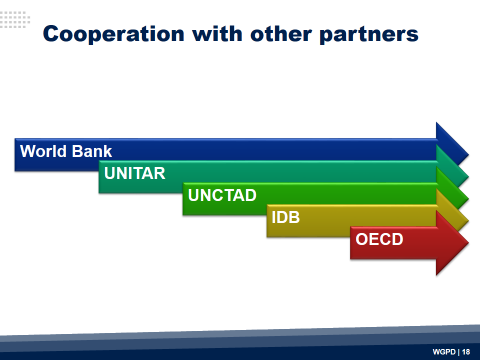 Cooperation with other partners
World Bank
UNITAR
UNCTAD
IDB
OECD
WGPD | 18